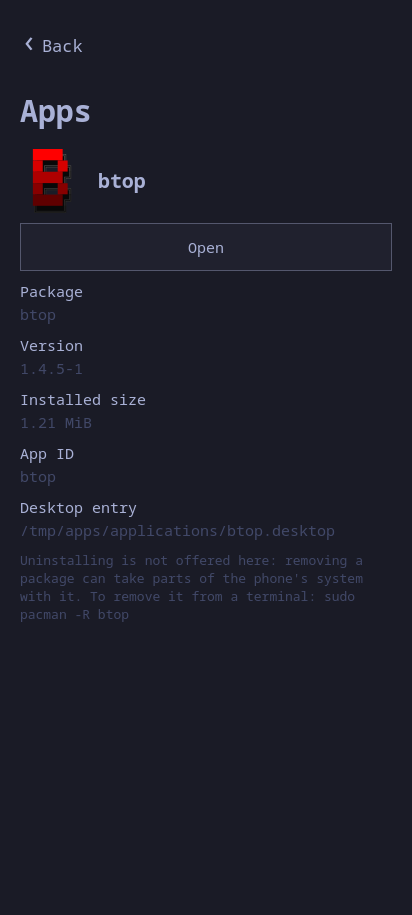 Back
Apps
btop
Open
Package
btop
Version
1.4.5-1
Installed size
1.21 MiB
App ID
btop
Desktop entry
/tmp/apps/applications/btop.desktop
Uninstalling is not offered here: removing a
package can take parts of the phone's system
with it. To remove it from a terminal: sudo
pacman -R btop